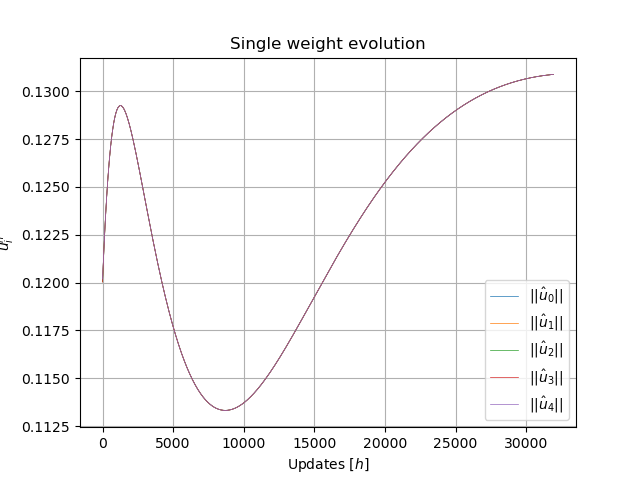 Single weight evolution
0.1300
0.1275
0.1250
0.1225
0.1200
0.1175
0.1150
0.1125
0
5000
10000
15000
20000
25000
30000
Updates [h]
||û₀||
||û₁||
||û₂||
||û₃||
||û₄||